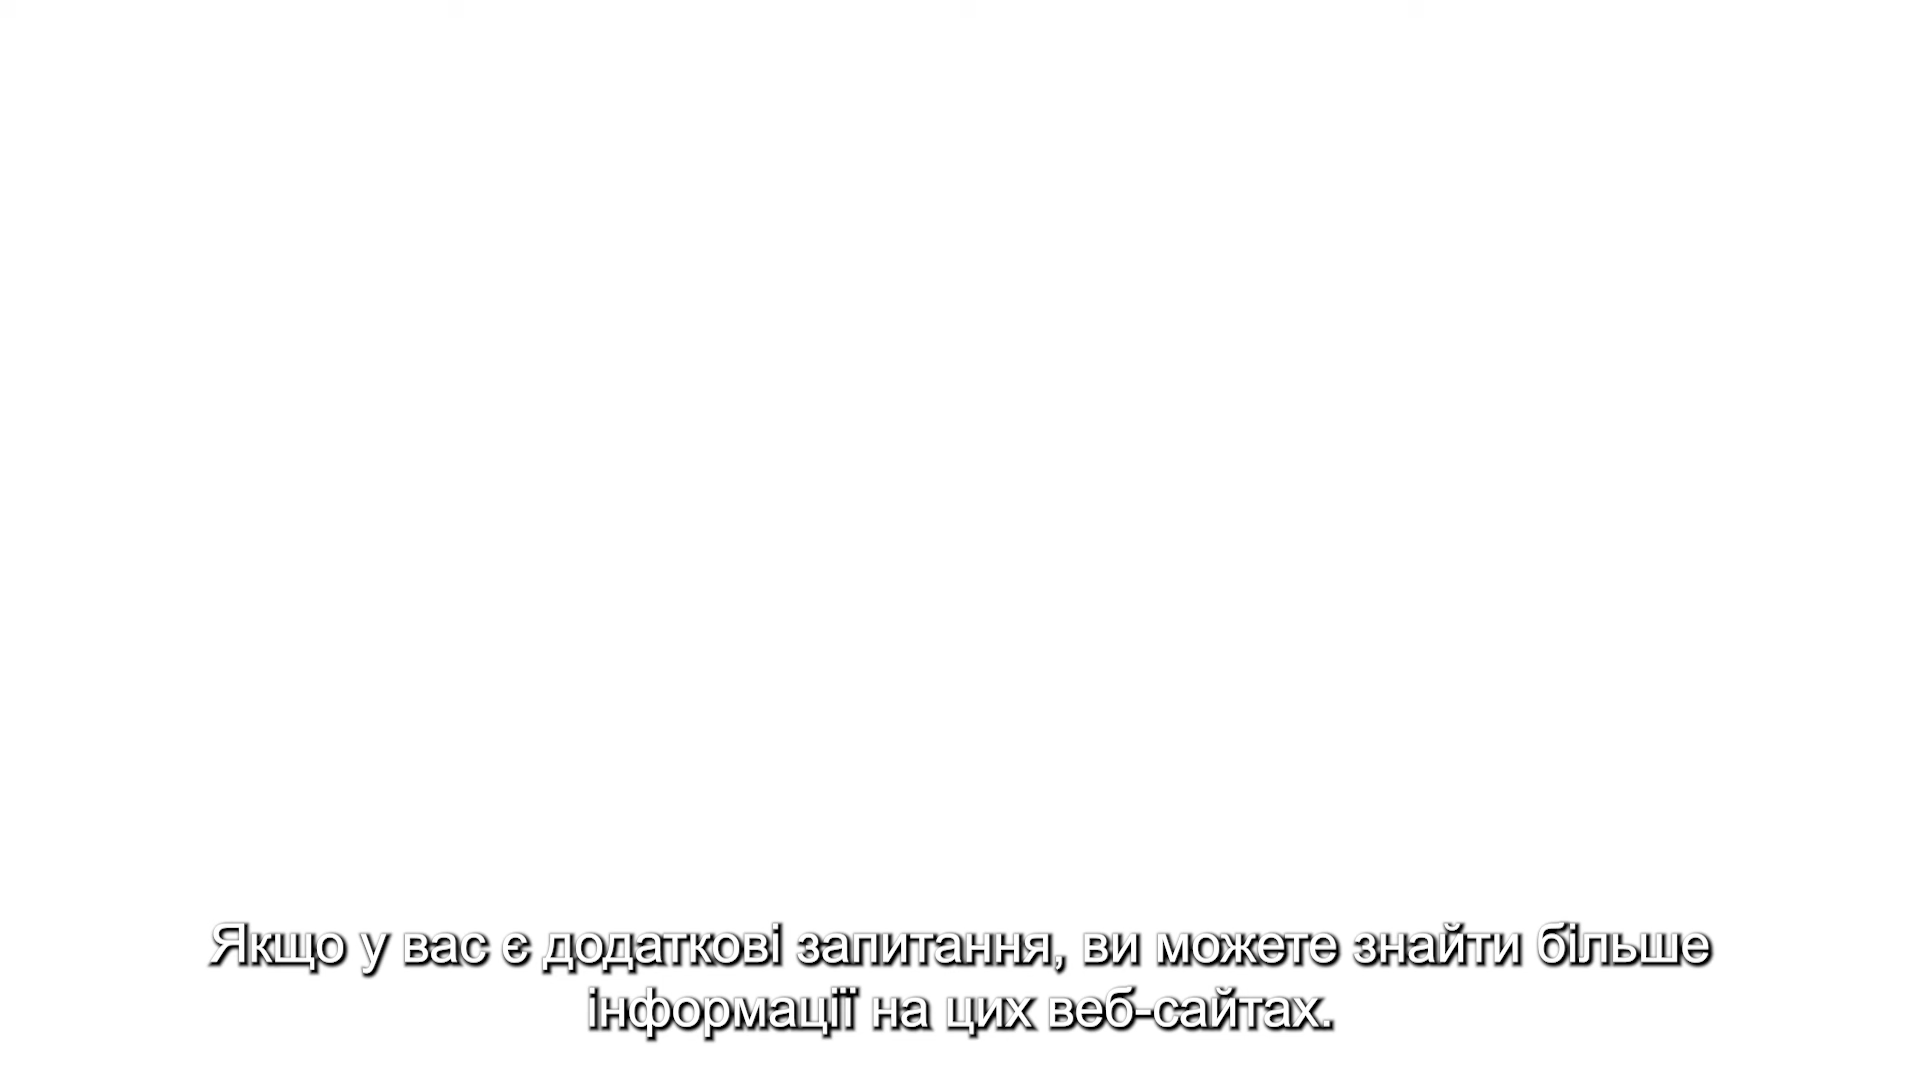 Якщо у вас є додаткові запитання, ви можете знайти більше
інформації на цих веб-сайтах.